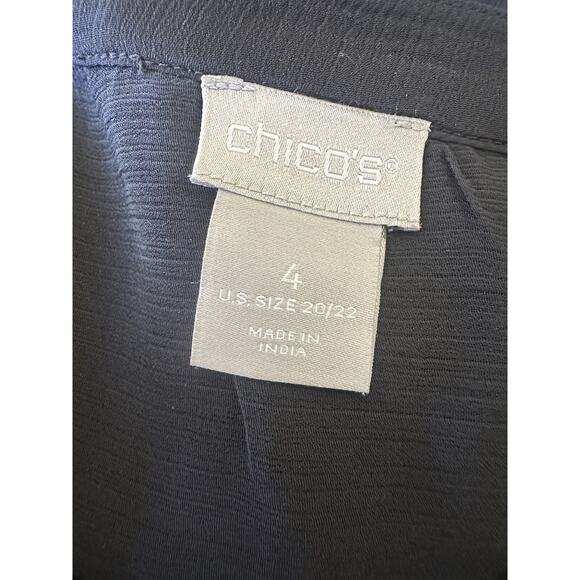 chico's®
4
U.S. SIZE 20/22
MADE IN
INDIA